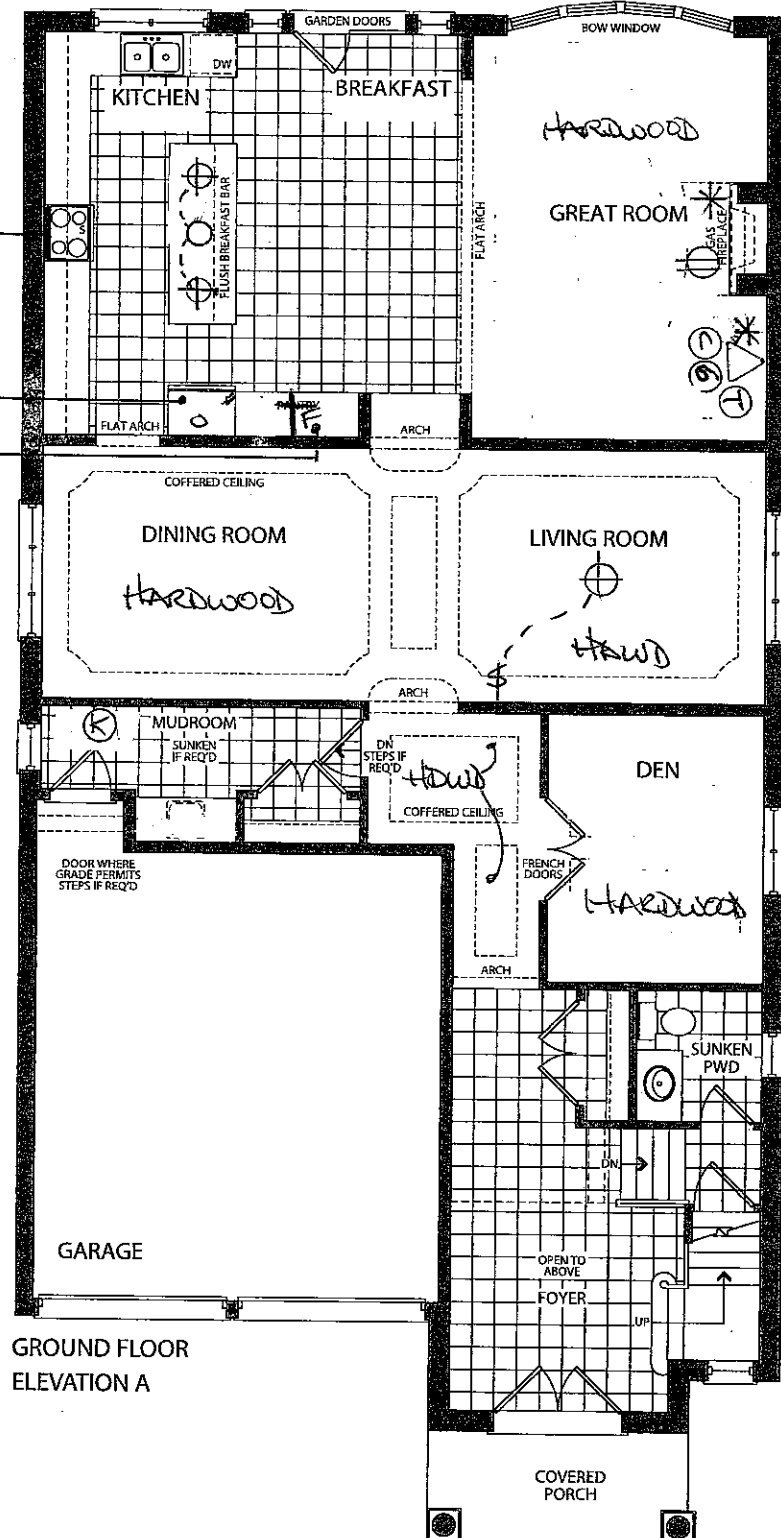 GARDEN DOORS
BOW WINDOW
DW
KITCHEN
BREAKFAST
HARDWOOD
GREAT ROOM
FLUSH BREAKFAST BAR
FLAT ARCH
GAS
FIREPLACE
S
T
PANTRY
FLAT ARCH
ARCH
COFFERED CEILING
DINING ROOM
LIVING ROOM
HARDWOOD
HDWD
$
ARCH
K
MUDROOM
SUNKEN
IF REQ'D
DN
STEPS IF
REQ'D
HDWD
COFFERED CEILING
DEN
DOOR WHERE
GRADE PERMITS
STEPS IF REQ'D
FRENCH
DOORS
HARDWOOD
ARCH
SUNKEN
PWD
DN
GARAGE
OPEN TO
ABOVE
FOYER
UP
GROUND FLOOR
ELEVATION A
COVERED
PORCH